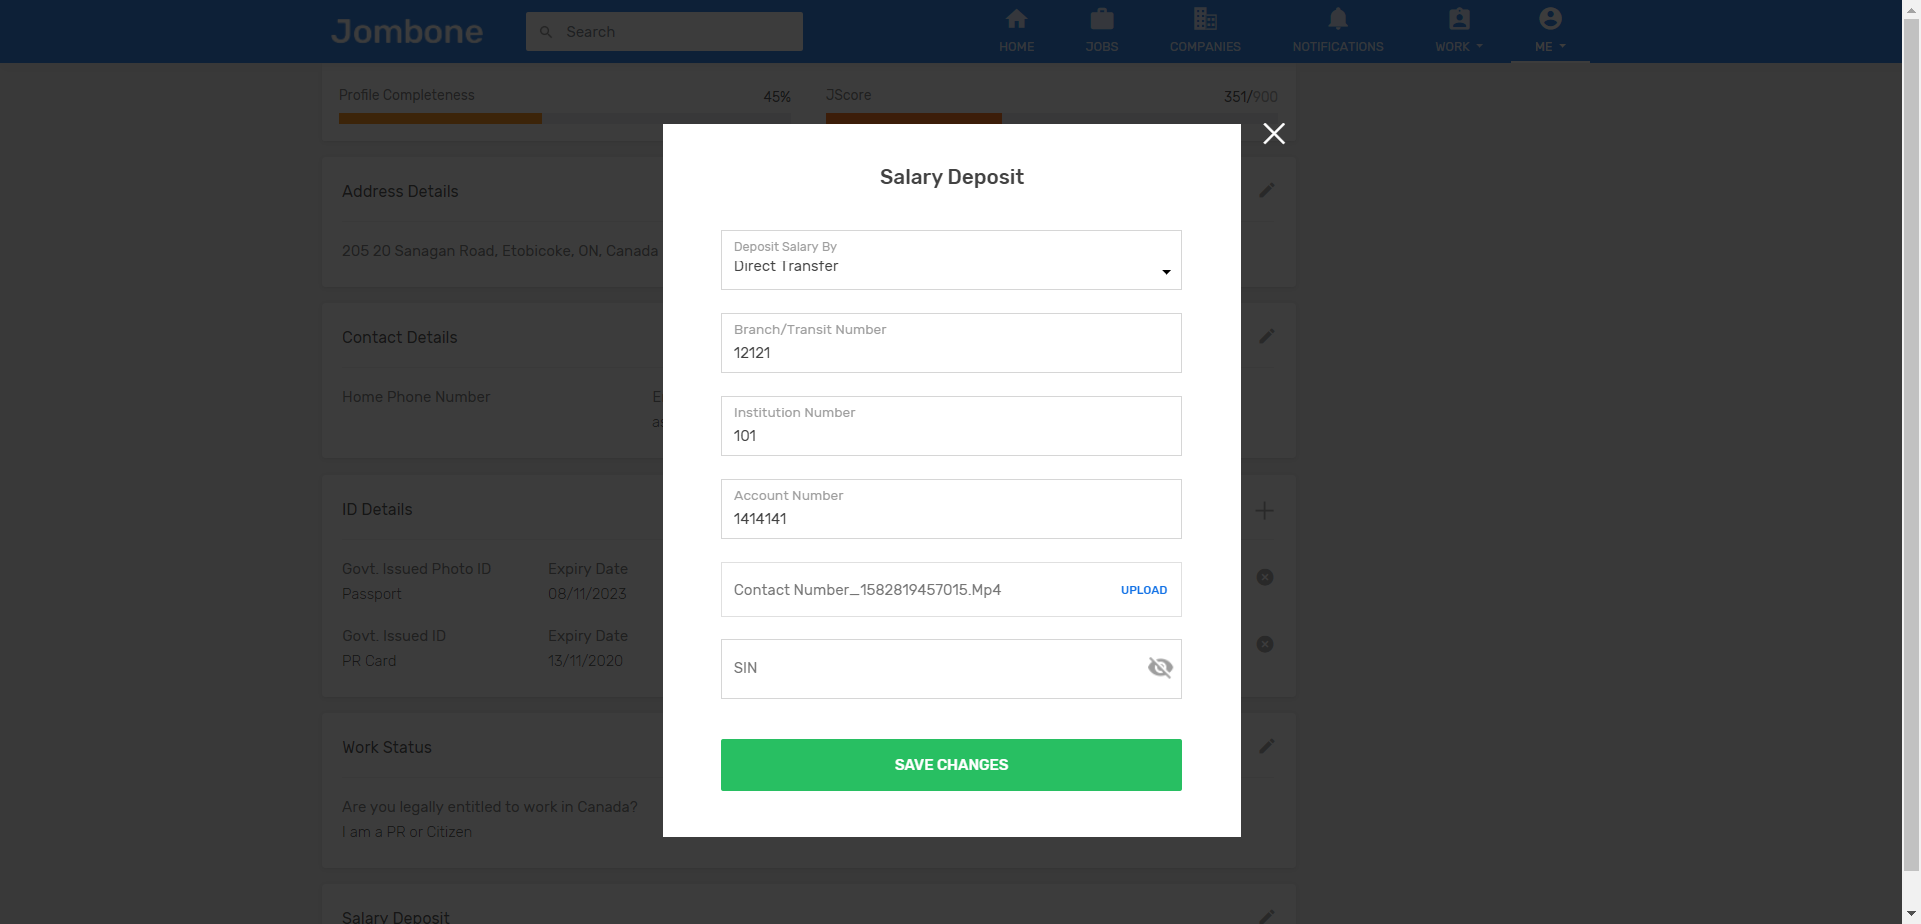 Jombone
Search
HOME
JOBS
COMPANIES
NOTIFICATIONS
WORK
ME
Profile Completeness
45%
JScore
351/900
Salary Deposit
Address Details
205 20 Sanagan Road, Etobicoke, ON, Canada
Deposit Salary By
Direct Transfer
Branch/Transit Number
12121
Contact Details
Home Phone Number
Institution Number
101
Account Number
1414141
ID Details
Govt. Issued Photo ID
Expiry Date
Passport
08/11/2023
Contact Number_1582819457015.Mp4
UPLOAD
Govt. Issued ID
Expiry Date
PR Card
13/11/2020
SIN
Work Status
SAVE CHANGES
Are you legally entitled to work in Canada?
I am a PR or Citizen
Salary Deposit